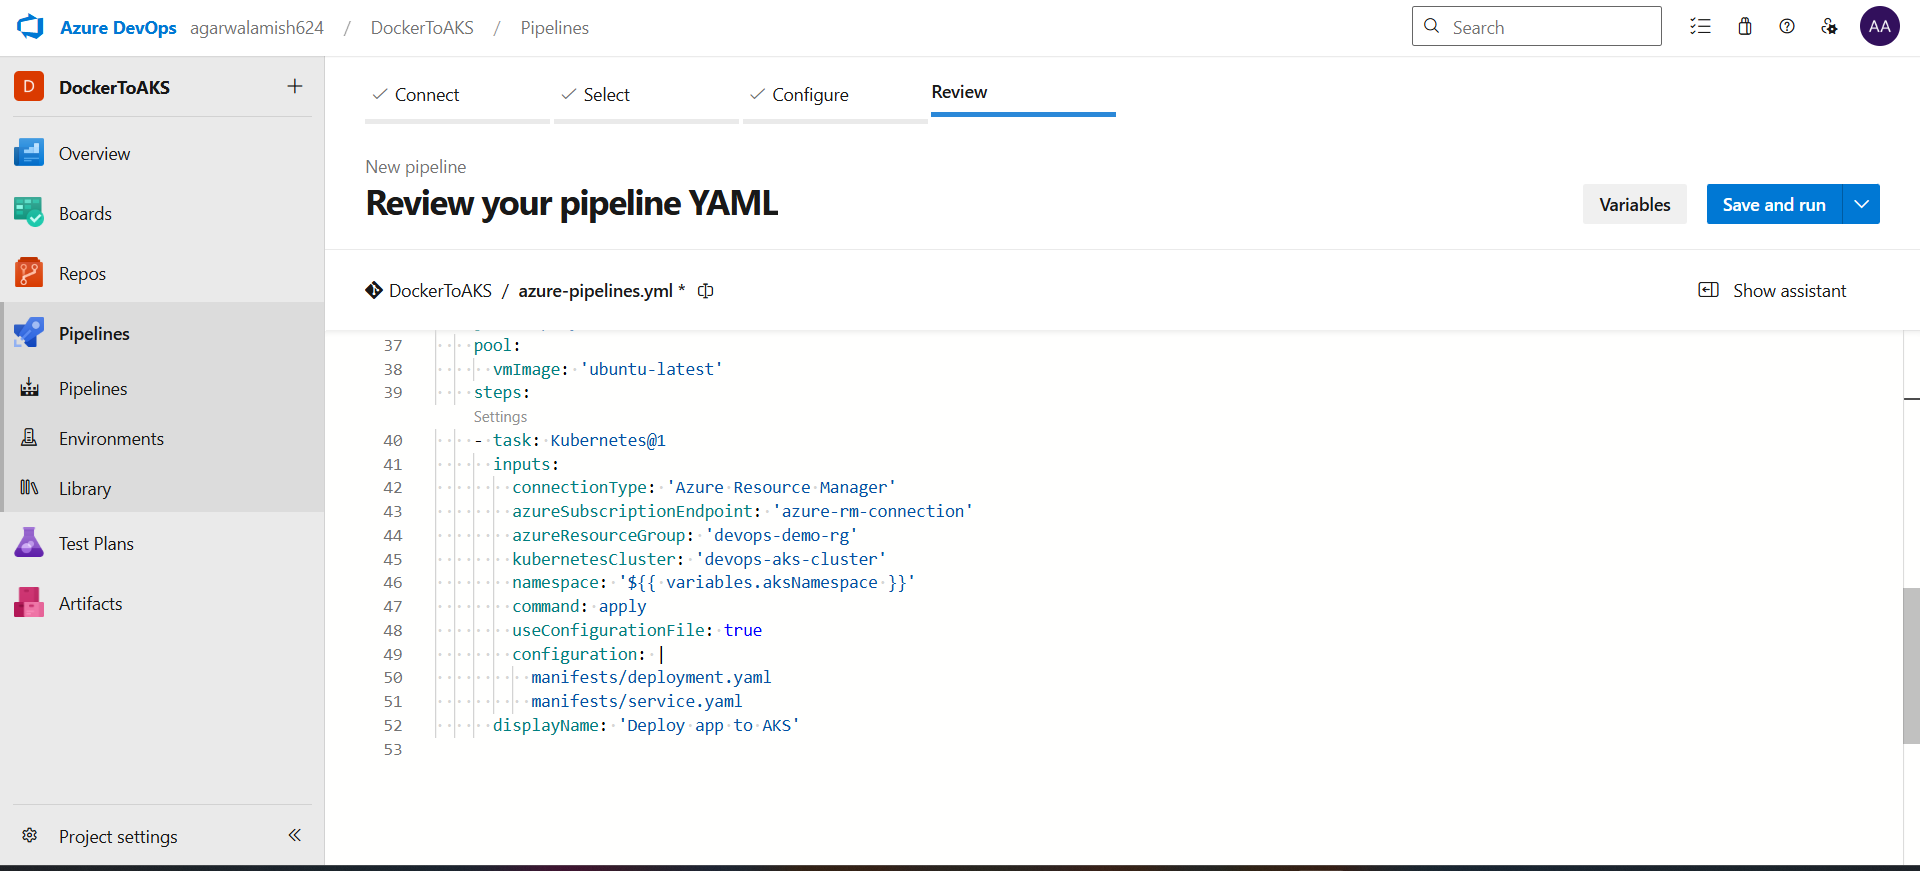 Azure DevOps agarwalamish624 / DockerToAKS / Pipelines
Search
AA
D DockerToAKS
Overview
Boards
Repos
Pipelines
Pipelines
Environments
Library
Test Plans
Artifacts
Project settings
Connect
Select
Configure
Review
New pipeline
Review your pipeline YAML
Variables
Save and run
DockerToAKS / azure-pipelines.yml *
Show assistant
37 pool:
38 vmImage: 'ubuntu-latest'
39 steps:
Settings
40 - task: Kubernetes@1
41 inputs:
42 connectionType: 'Azure Resource Manager'
43 azureSubscriptionEndpoint: 'azure-rm-connection'
44 azureResourceGroup: 'devops-demo-rg'
45 kubernetesCluster: 'devops-aks-cluster'
46 namespace: '${{ variables.aksNamespace }}'
47 command: apply
48 useConfigurationFile: true
49 configuration: |
50 manifests/deployment.yaml
51 manifests/service.yaml
52 displayName: 'Deploy app to AKS'
53